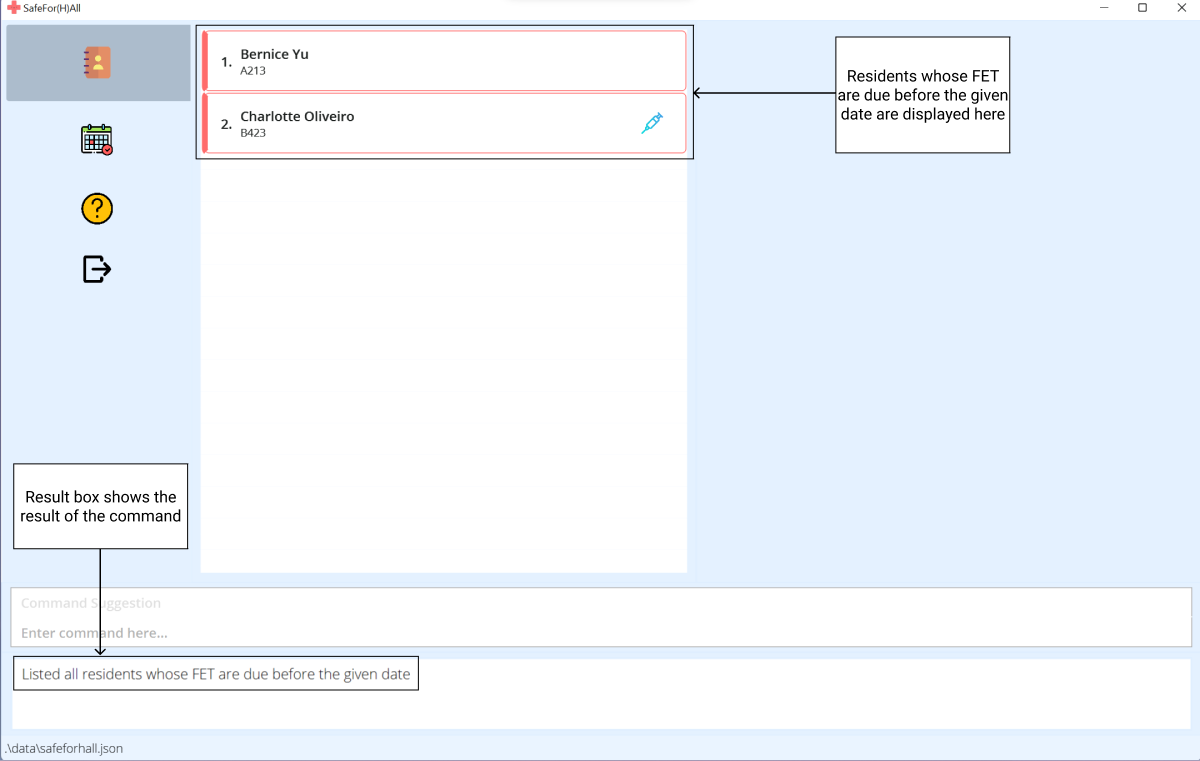 SafeFor(H)All
1. Bernice Yu
A213
2. Charlotte Oliveiro
B423
Residents whose FET
are due before the given
date are displayed here
?
Result box shows the
result of the command
Command Suggestion
Enter command here...
Listed all residents whose FET are due before the given date
.\data\safeforhall.json